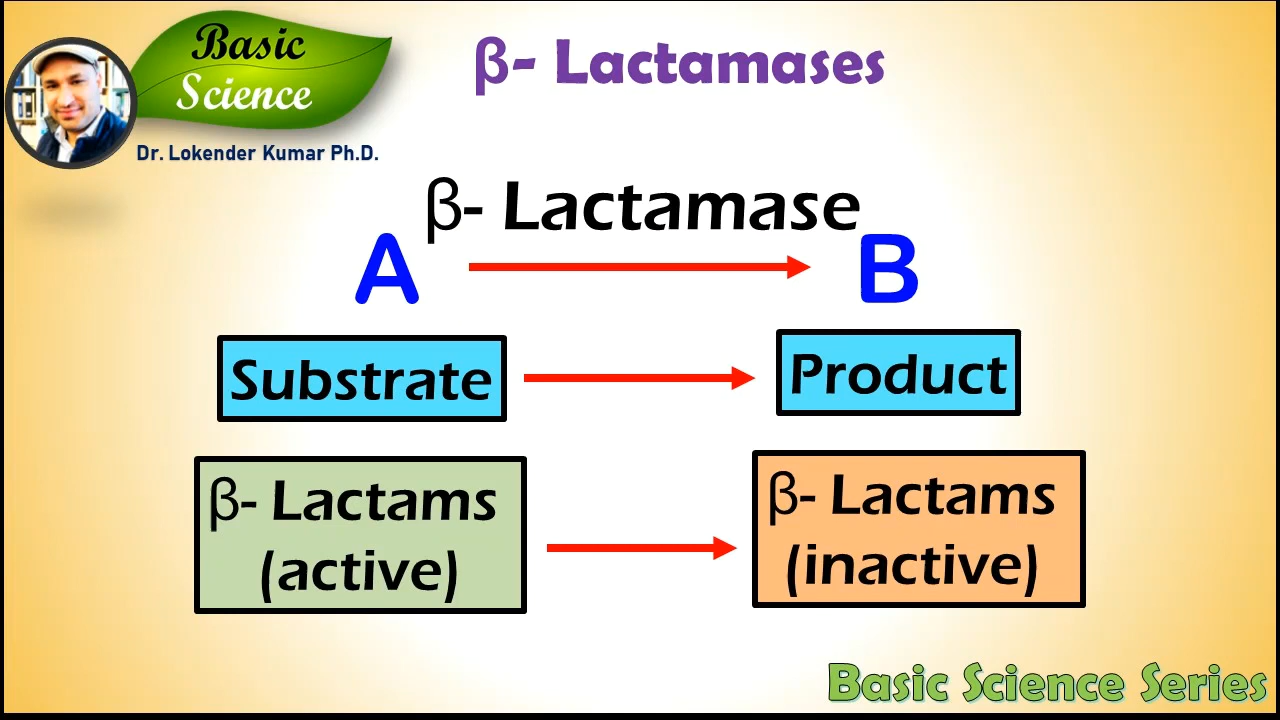 Basic
Science
Dr. Lokender Kumar Ph.D.
β- Lactamases
β- Lactamase
A
B
Substrate
Product
β- Lactams
(active)
β- Lactams
(inactive)
Basic Science Series